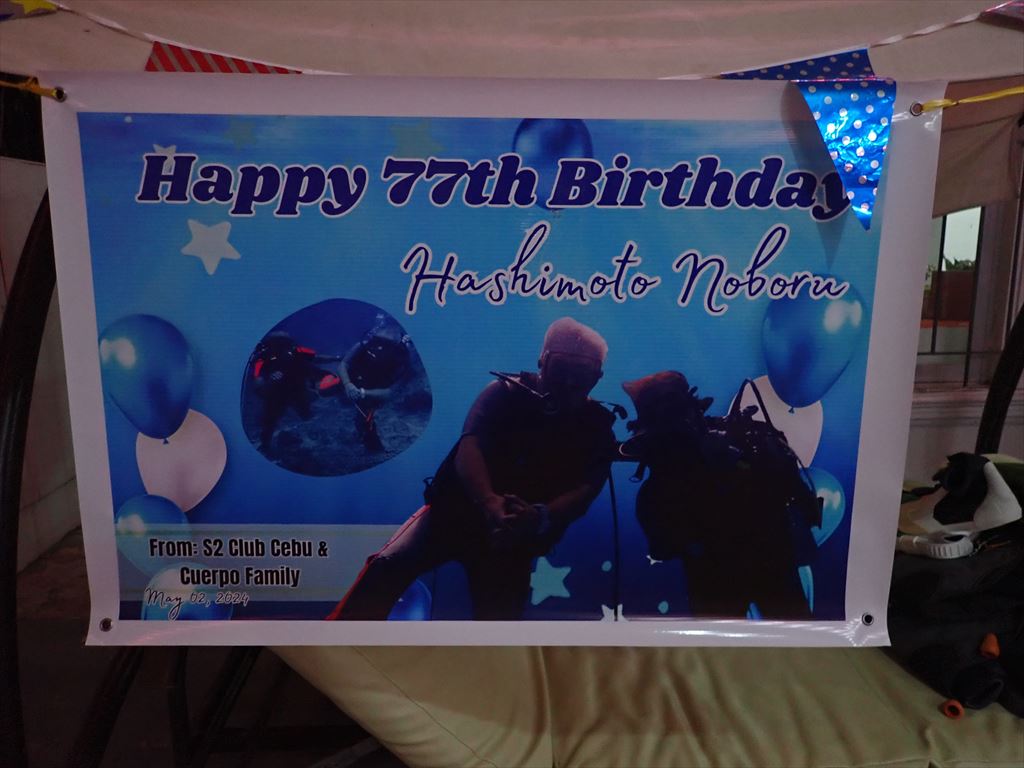 Happy 77th Birthday
Hashimoto Noboru
From: S2 Club Cebu &
Cuerpo Family
May 02, 2024